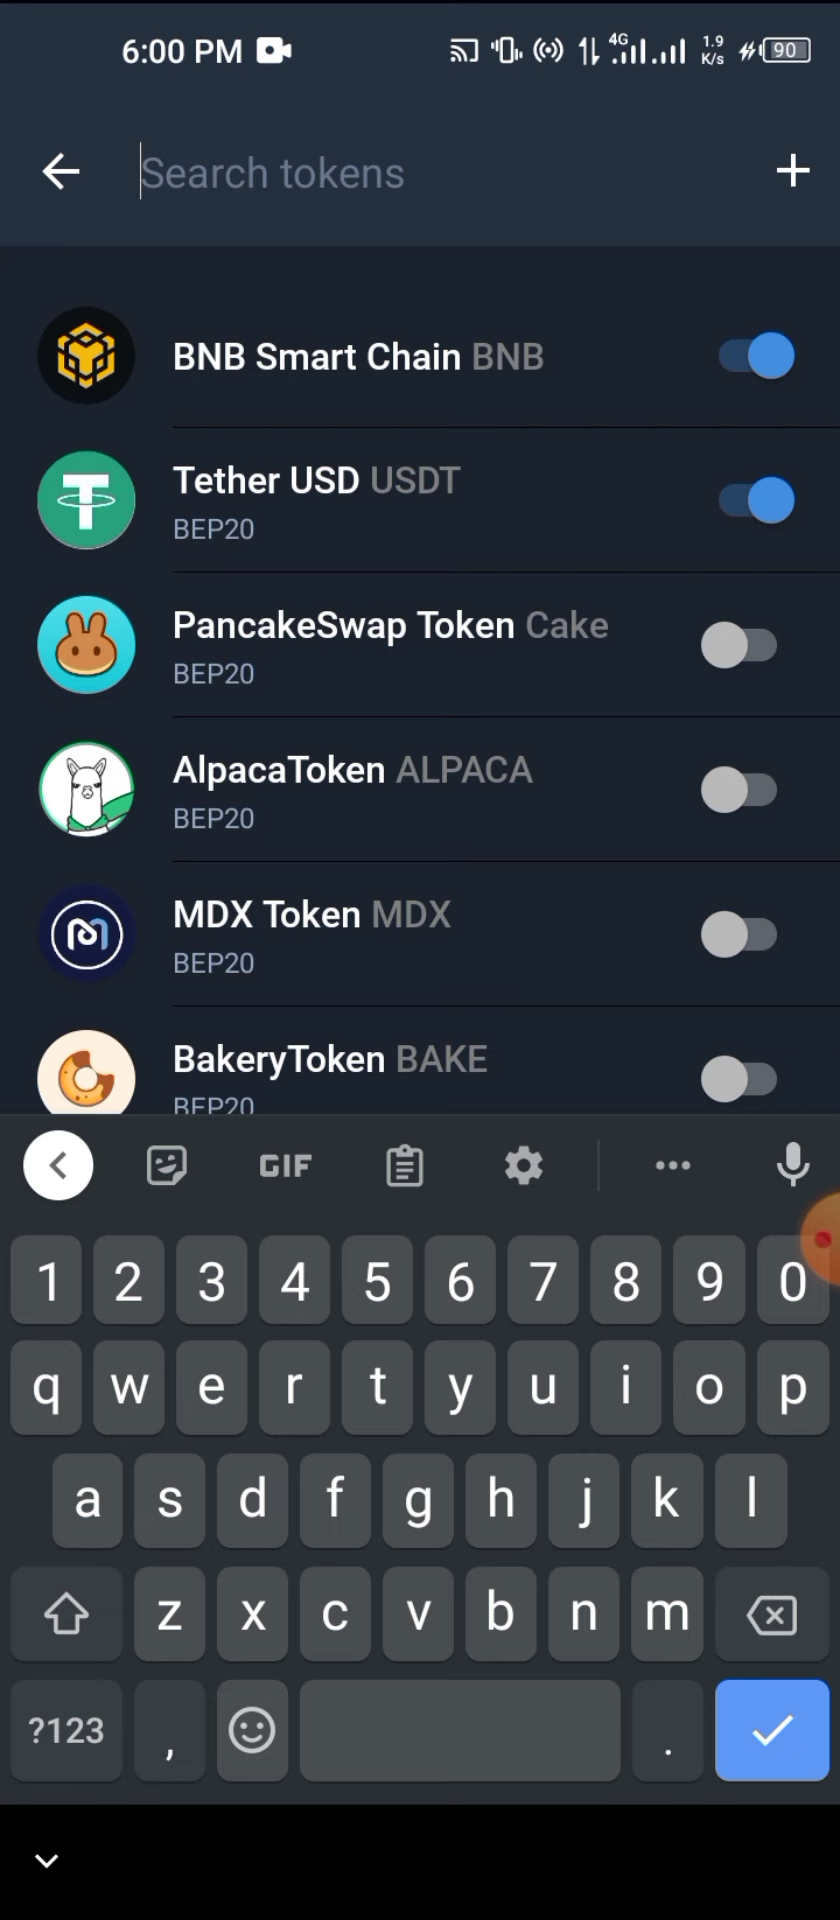 6:00 PM 4G 1.9 K/s 90
Search tokens
BNB Smart Chain BNB
Tether USD USDT
BEP20
PancakeSwap Token Cake
BEP20
AlpacaToken ALPACA
BEP20
MDX Token MDX
BEP20
BakeryToken BAKE
BEP20
GIF
1 2 3 4 5 6 7 8 9 0
q w e r t y u i o p
a s d f g h j k l
z x c v b n m
?123 , .